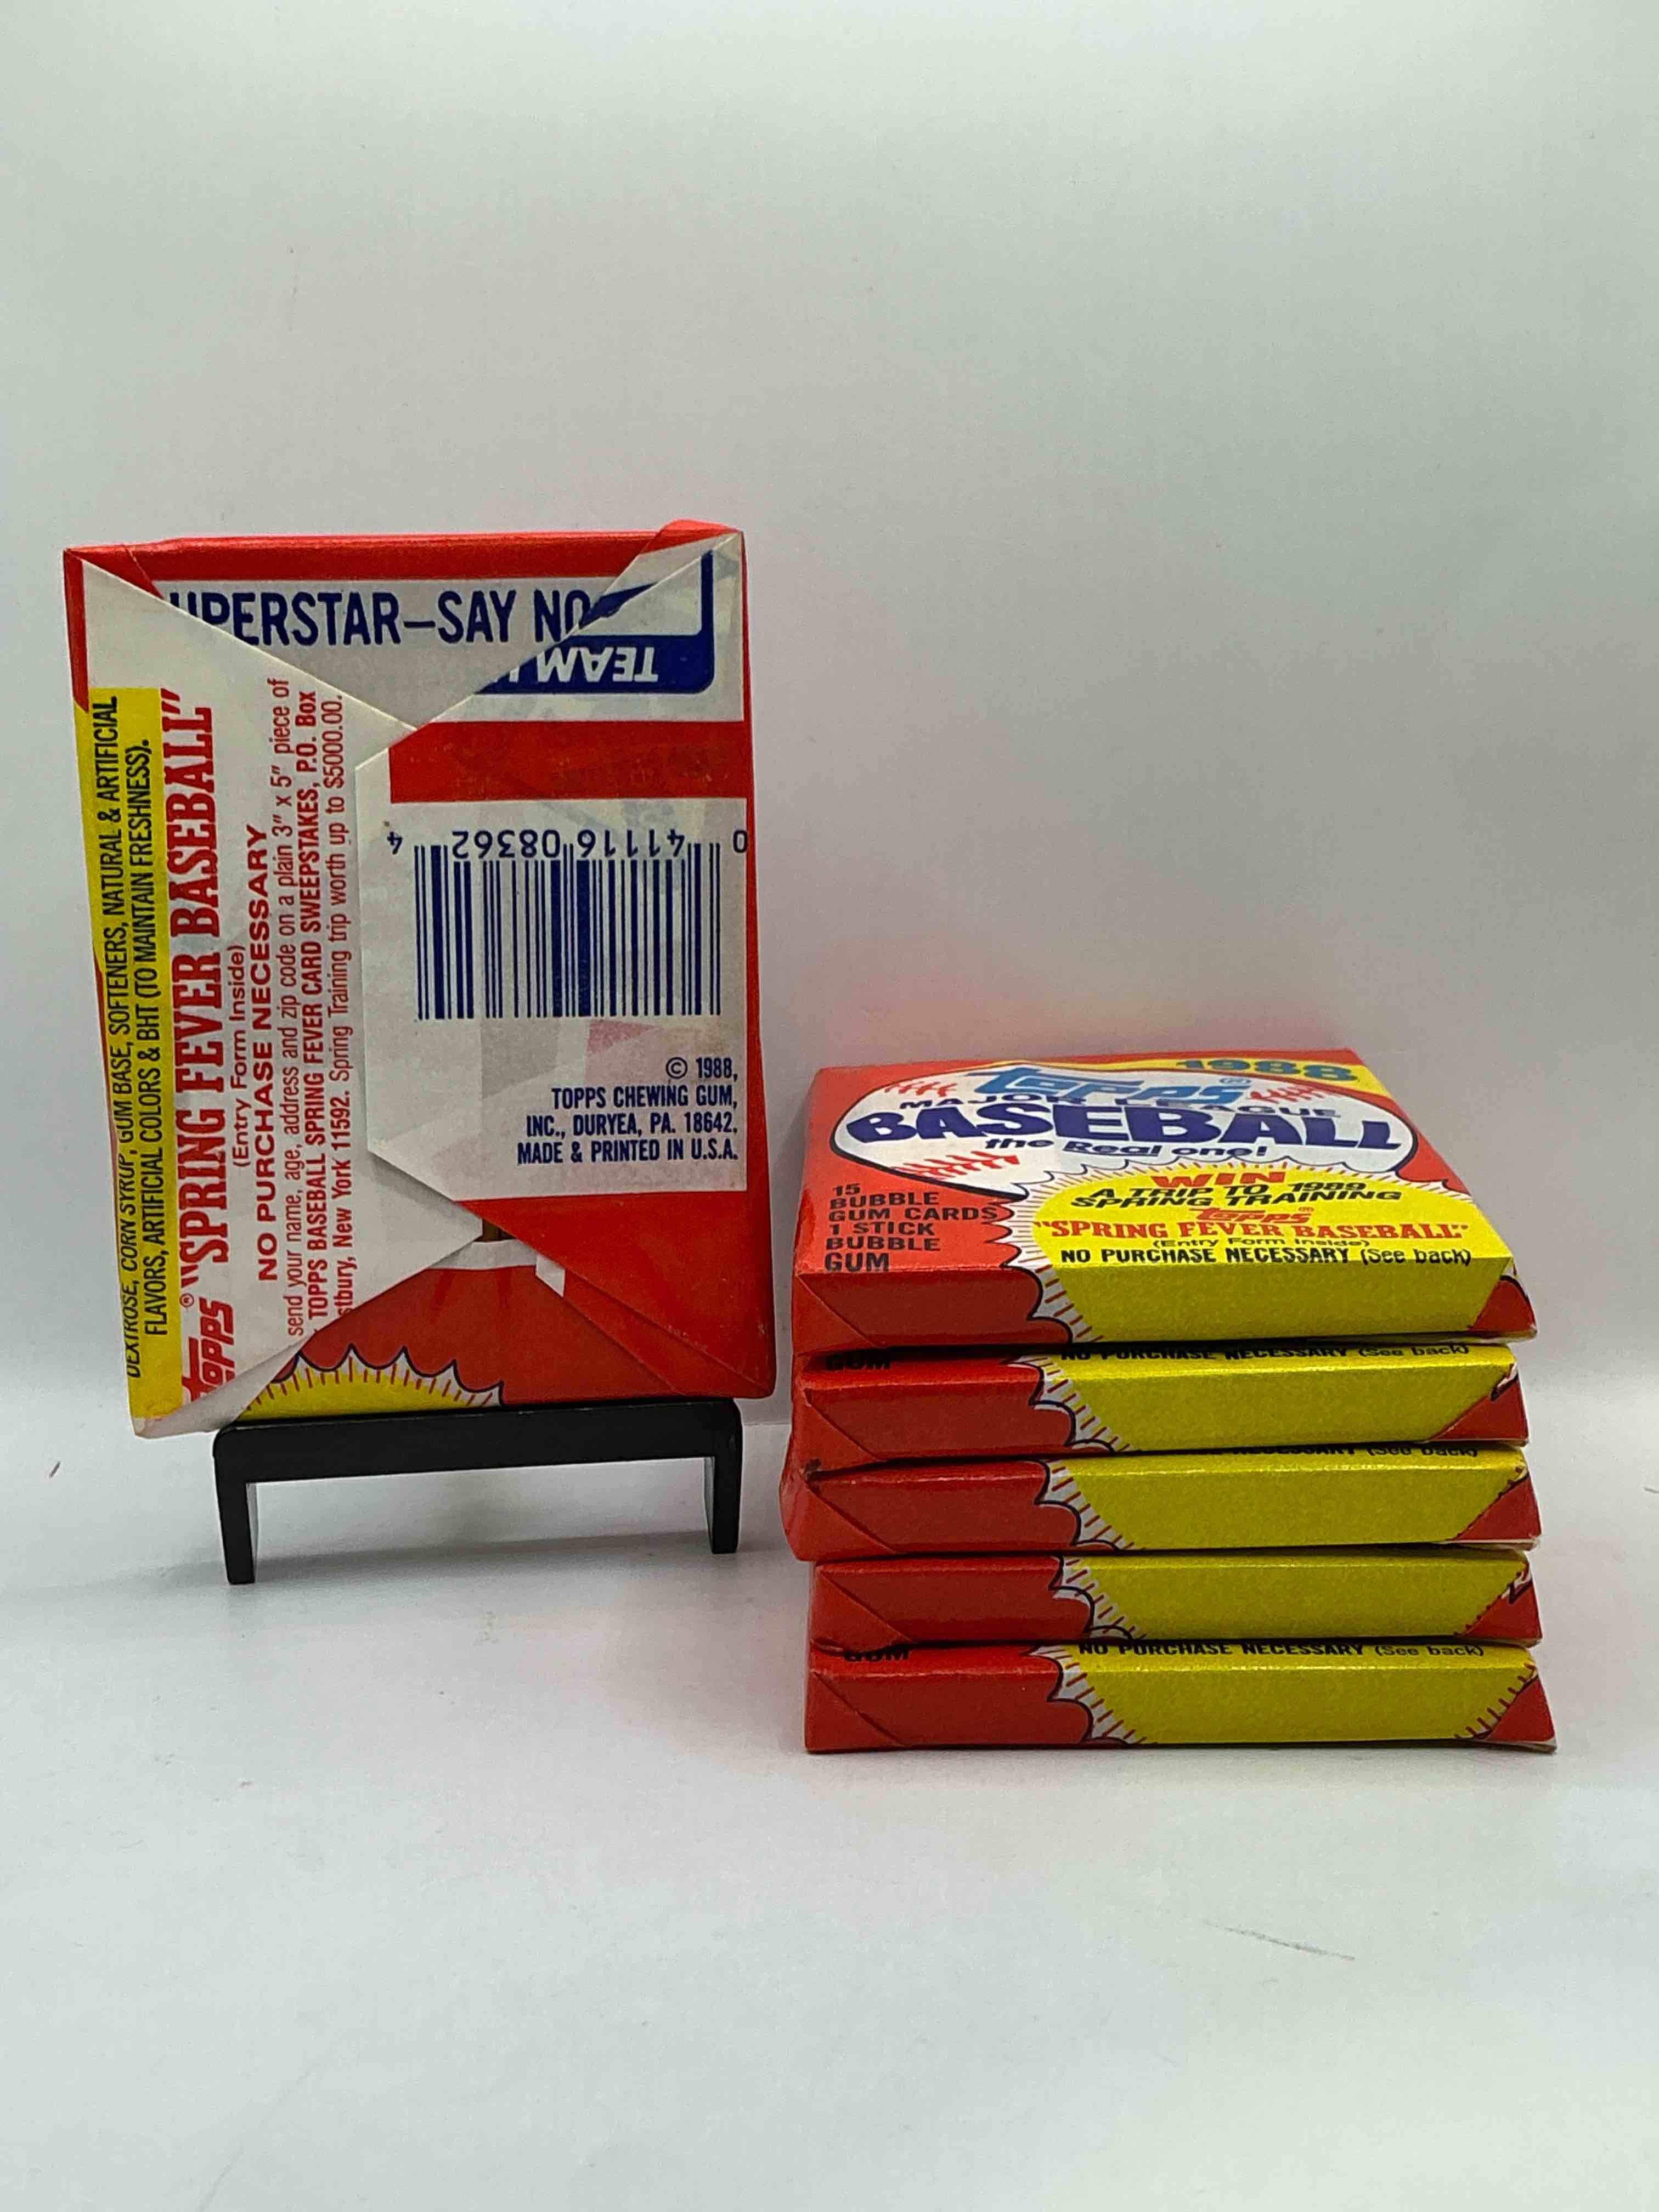 UPERSTAR–SAY NO
TEAM
DEXTROSE, CORN SYRUP, GUM BASE, SOFTENERS, NATURAL & ARTIFICIAL
FLAVORS, ARTIFICIAL COLORS & BHT (TO MAINTAIN FRESHNESS).
Topps® "SPRING FEVER BASEBALL"
(Entry Form Inside)
NO PURCHASE NECESSARY
send your name, age, address and zip code on a plain 3" x 5" piece of
TOPPS BASEBALL SPRING FEVER CARD SWEEPSTAKES, P.O. Box
stbury, New York 11592. Spring Training trip worth up to $5000.00.
0 41116 08362 4
© 1988,
TOPPS CHEWING GUM,
INC., DURYEA, PA. 18642.
MADE & PRINTED IN U.S.A.
1988
Topps®
MAJOR LEAGUE
BASEBALL
the Real one!
15
BUBBLE
GUM CARDS
1 STICK
BUBBLE
GUM
WIN
A TRIP TO 1989
SPRING TRAINING
Topps®
"SPRING FEVER BASEBALL"
(Entry Form Inside)
NO PURCHASE NECESSARY (See back)
GUM
NO PURCHASE NECESSARY (See back)
NECESSARY (See back)
GUM
NO PURCHASE NECESSARY (See back)